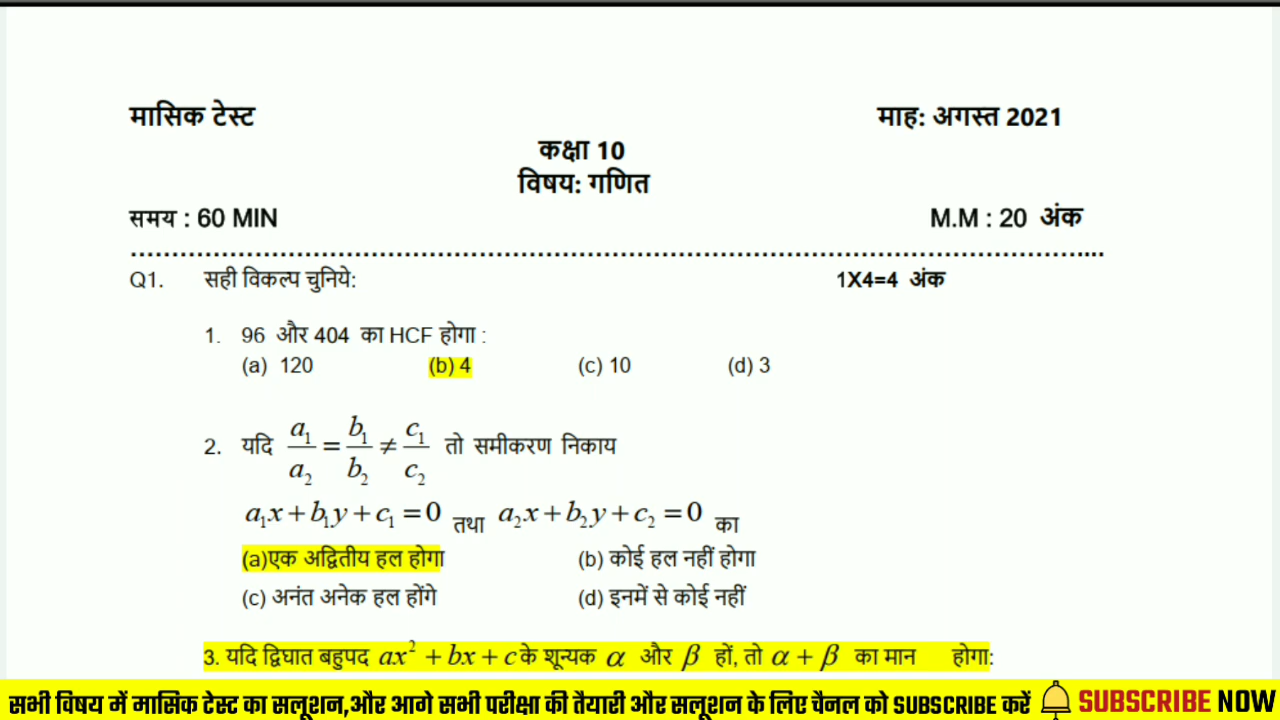 मासिक टेस्ट माह: अगस्त 2021
कक्षा 10
विषय: गणित
समय : 60 MIN M.M : 20 अंक
Q1. सही विकल्प चुनिये: 1X4=4 अंक
1. 96 और 404 का HCF होगा :
(a) 120 (b) 4 (c) 10 (d) 3
2. यदि a₁/a₂ = b₁/b₂ ≠ c₁/c₂ तो समीकरण निकाय
a₁x + b₁y + c₁ = 0 तथा a₂x + b₂y + c₂ = 0 का
(a)एक अद्वितीय हल होगा (b) कोई हल नहीं होगा
(c) अनंत अनेक हल होंगे (d) इनमें से कोई नहीं
3. यदि द्विघात बहुपद ax² + bx + c के शून्यक α और β हों, तो α + β का मान होगा:
सभी विषय में मासिक टेस्ट का सलूशन,और आगे सभी परीक्षा की तैयारी और सलूशन के लिए चैनल को SUBSCRIBE करें SUBSCRIBE NOW